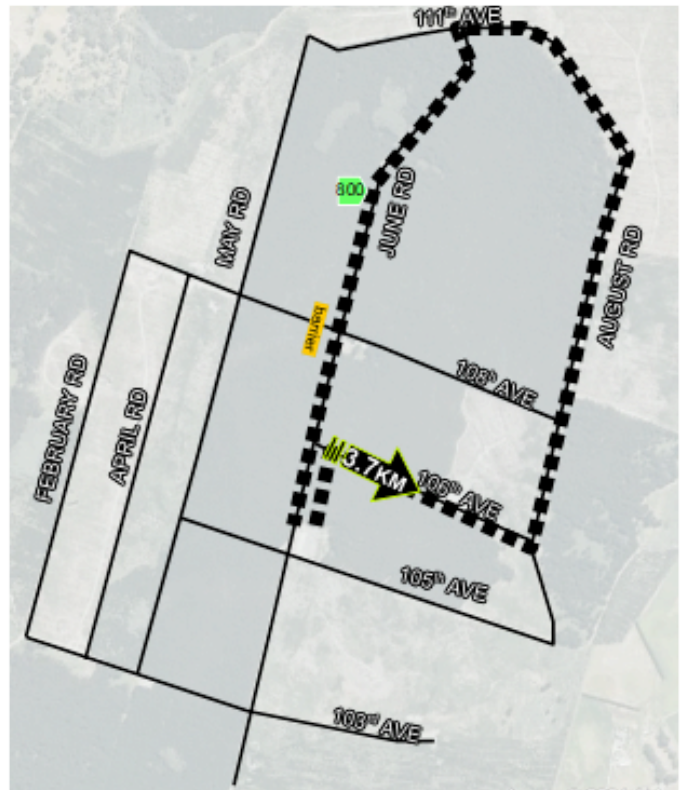 111th AVE
800
MAY RD
JUNE RD
AUGUST RD
barrier
108th AVE
FEBRUARY RD
APRIL RD
3.7KM
106th AVE
105th AVE
103rd AVE